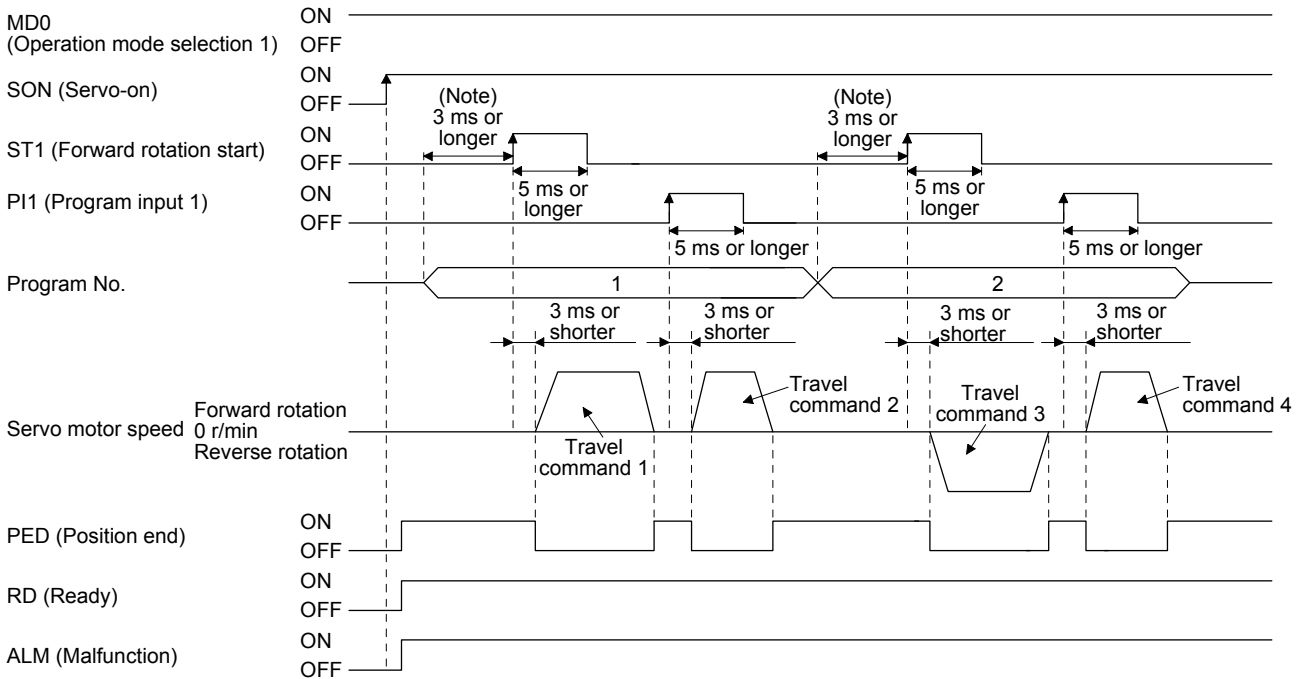 MD0
(Operation mode selection 1)
ON
OFF
SON (Servo-on)
ON
OFF
ST1 (Forward rotation start)
ON
OFF
(Note)
3 ms or
longer
5 ms or
longer
(Note)
3 ms or
longer
5 ms or
longer
PI1 (Program input 1)
ON
OFF
5 ms or longer
5 ms or longer
Program No.
1
2
3 ms or
shorter
3 ms or
shorter
3 ms or
shorter
3 ms or
shorter
Servo motor speed
Forward rotation
0 r/min
Reverse rotation
Travel
command 1
Travel
command 2
Travel
command 3
Travel
command 4
PED (Position end)
ON
OFF
RD (Ready)
ON
OFF
ALM (Malfunction)
ON
OFF